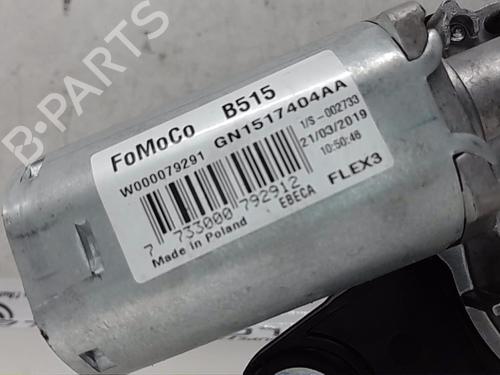 B-PARTS
FoMoCo B515
W000079291 GN1517404AA
1/S-002733
21/03/2019
10:50:46
7 733000 792912
EBECA FLEX3
Made in Poland